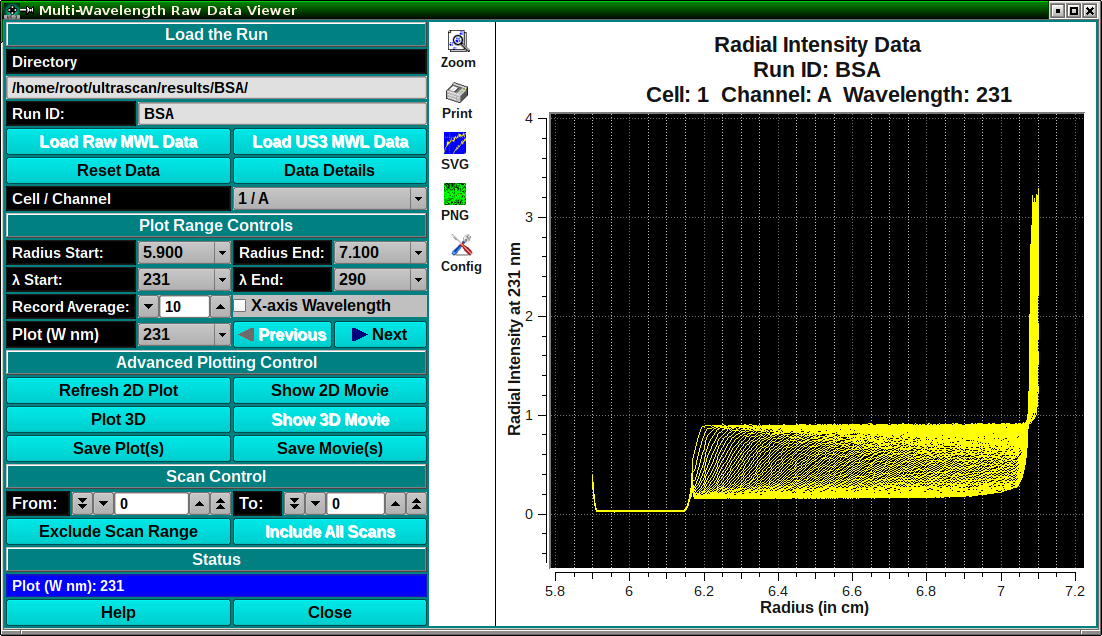 Multi-Wavelength Raw Data Viewer
Load the Run
Directory
/home/root/ultrascan/results/BSA/
Run ID: BSA
Load Raw MWL Data Load US3 MWL Data
Reset Data Data Details
Cell / Channel 1 / A
Plot Range Controls
Radius Start: 5.900 Radius End: 7.100
λ Start: 231 λ End: 290
Record Average: 10 X-axis Wavelength
Plot (W nm) 231 Previous Next
Advanced Plotting Control
Refresh 2D Plot Show 2D Movie
Plot 3D Show 3D Movie
Save Plot(s) Save Movie(s)
Scan Control
From: 0 To: 0
Exclude Scan Range Include All Scans
Status
Plot (W nm): 231
Help Close
Zoom
Print
SVG
PNG
Config
Radial Intensity Data
Run ID: BSA
Cell: 1 Channel: A Wavelength: 231
Radial Intensity at 231 nm
4
3
2
1
0
5.8 6 6.2 6.4 6.6 6.8 7 7.2
Radius (in cm)